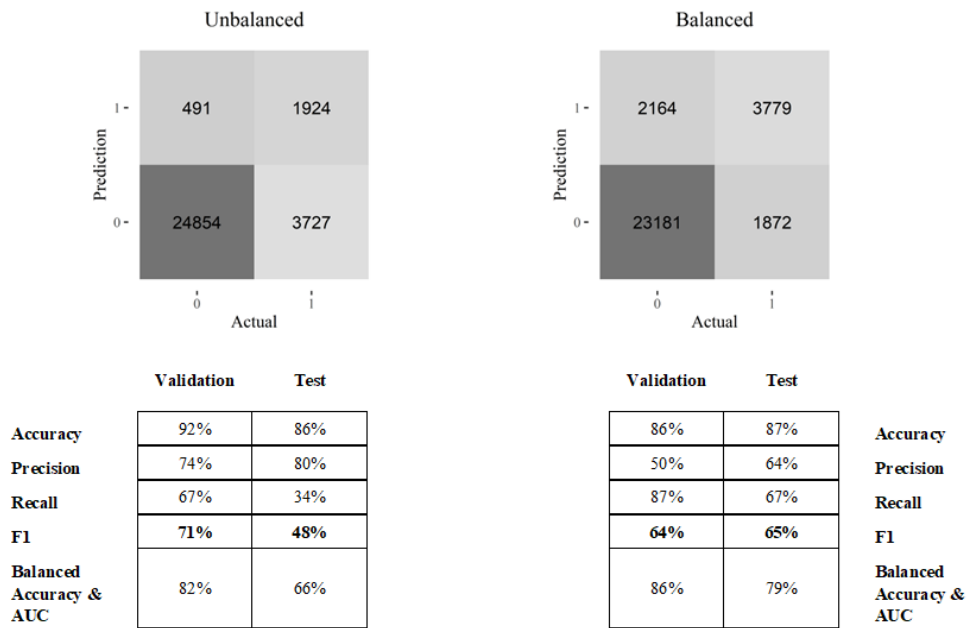 Unbalanced
Balanced
Prediction
1
491
1924
0
24854
3727
0
1
Actual
Prediction
1
2164
3779
0
23181
1872
0
1
Actual
Validation Test
Validation Test
Accuracy 92% 86% 86% 87% Accuracy
Precision 74% 80% 50% 64% Precision
Recall 67% 34% 87% 67% Recall
F1 71% 48% 64% 65% F1
Balanced
Accuracy & 82% 66%
AUC
86% 79% Balanced
Accuracy &
AUC